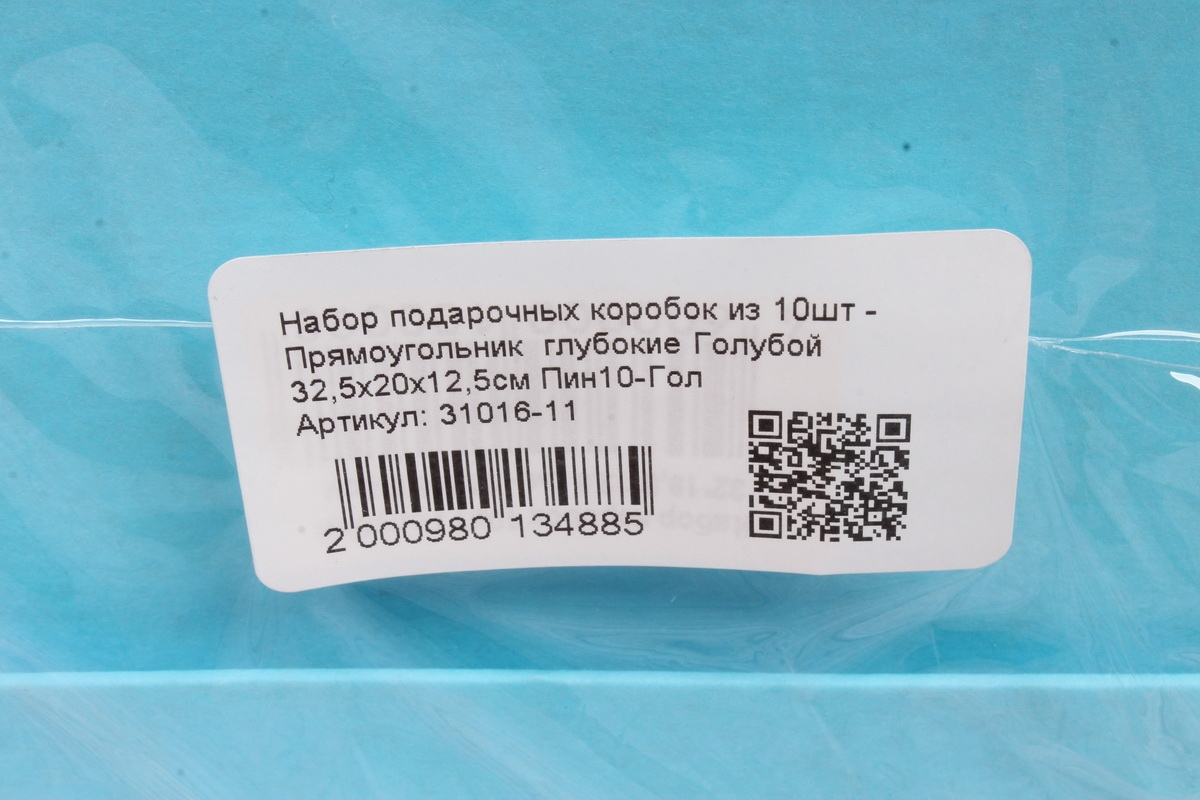 Набор подарочных коробок из 10шт -
Прямоугольник глубокие Голубой
32,5х20х12,5см Пин10-Гол
Артикул: 31016-11
2 000980 134885